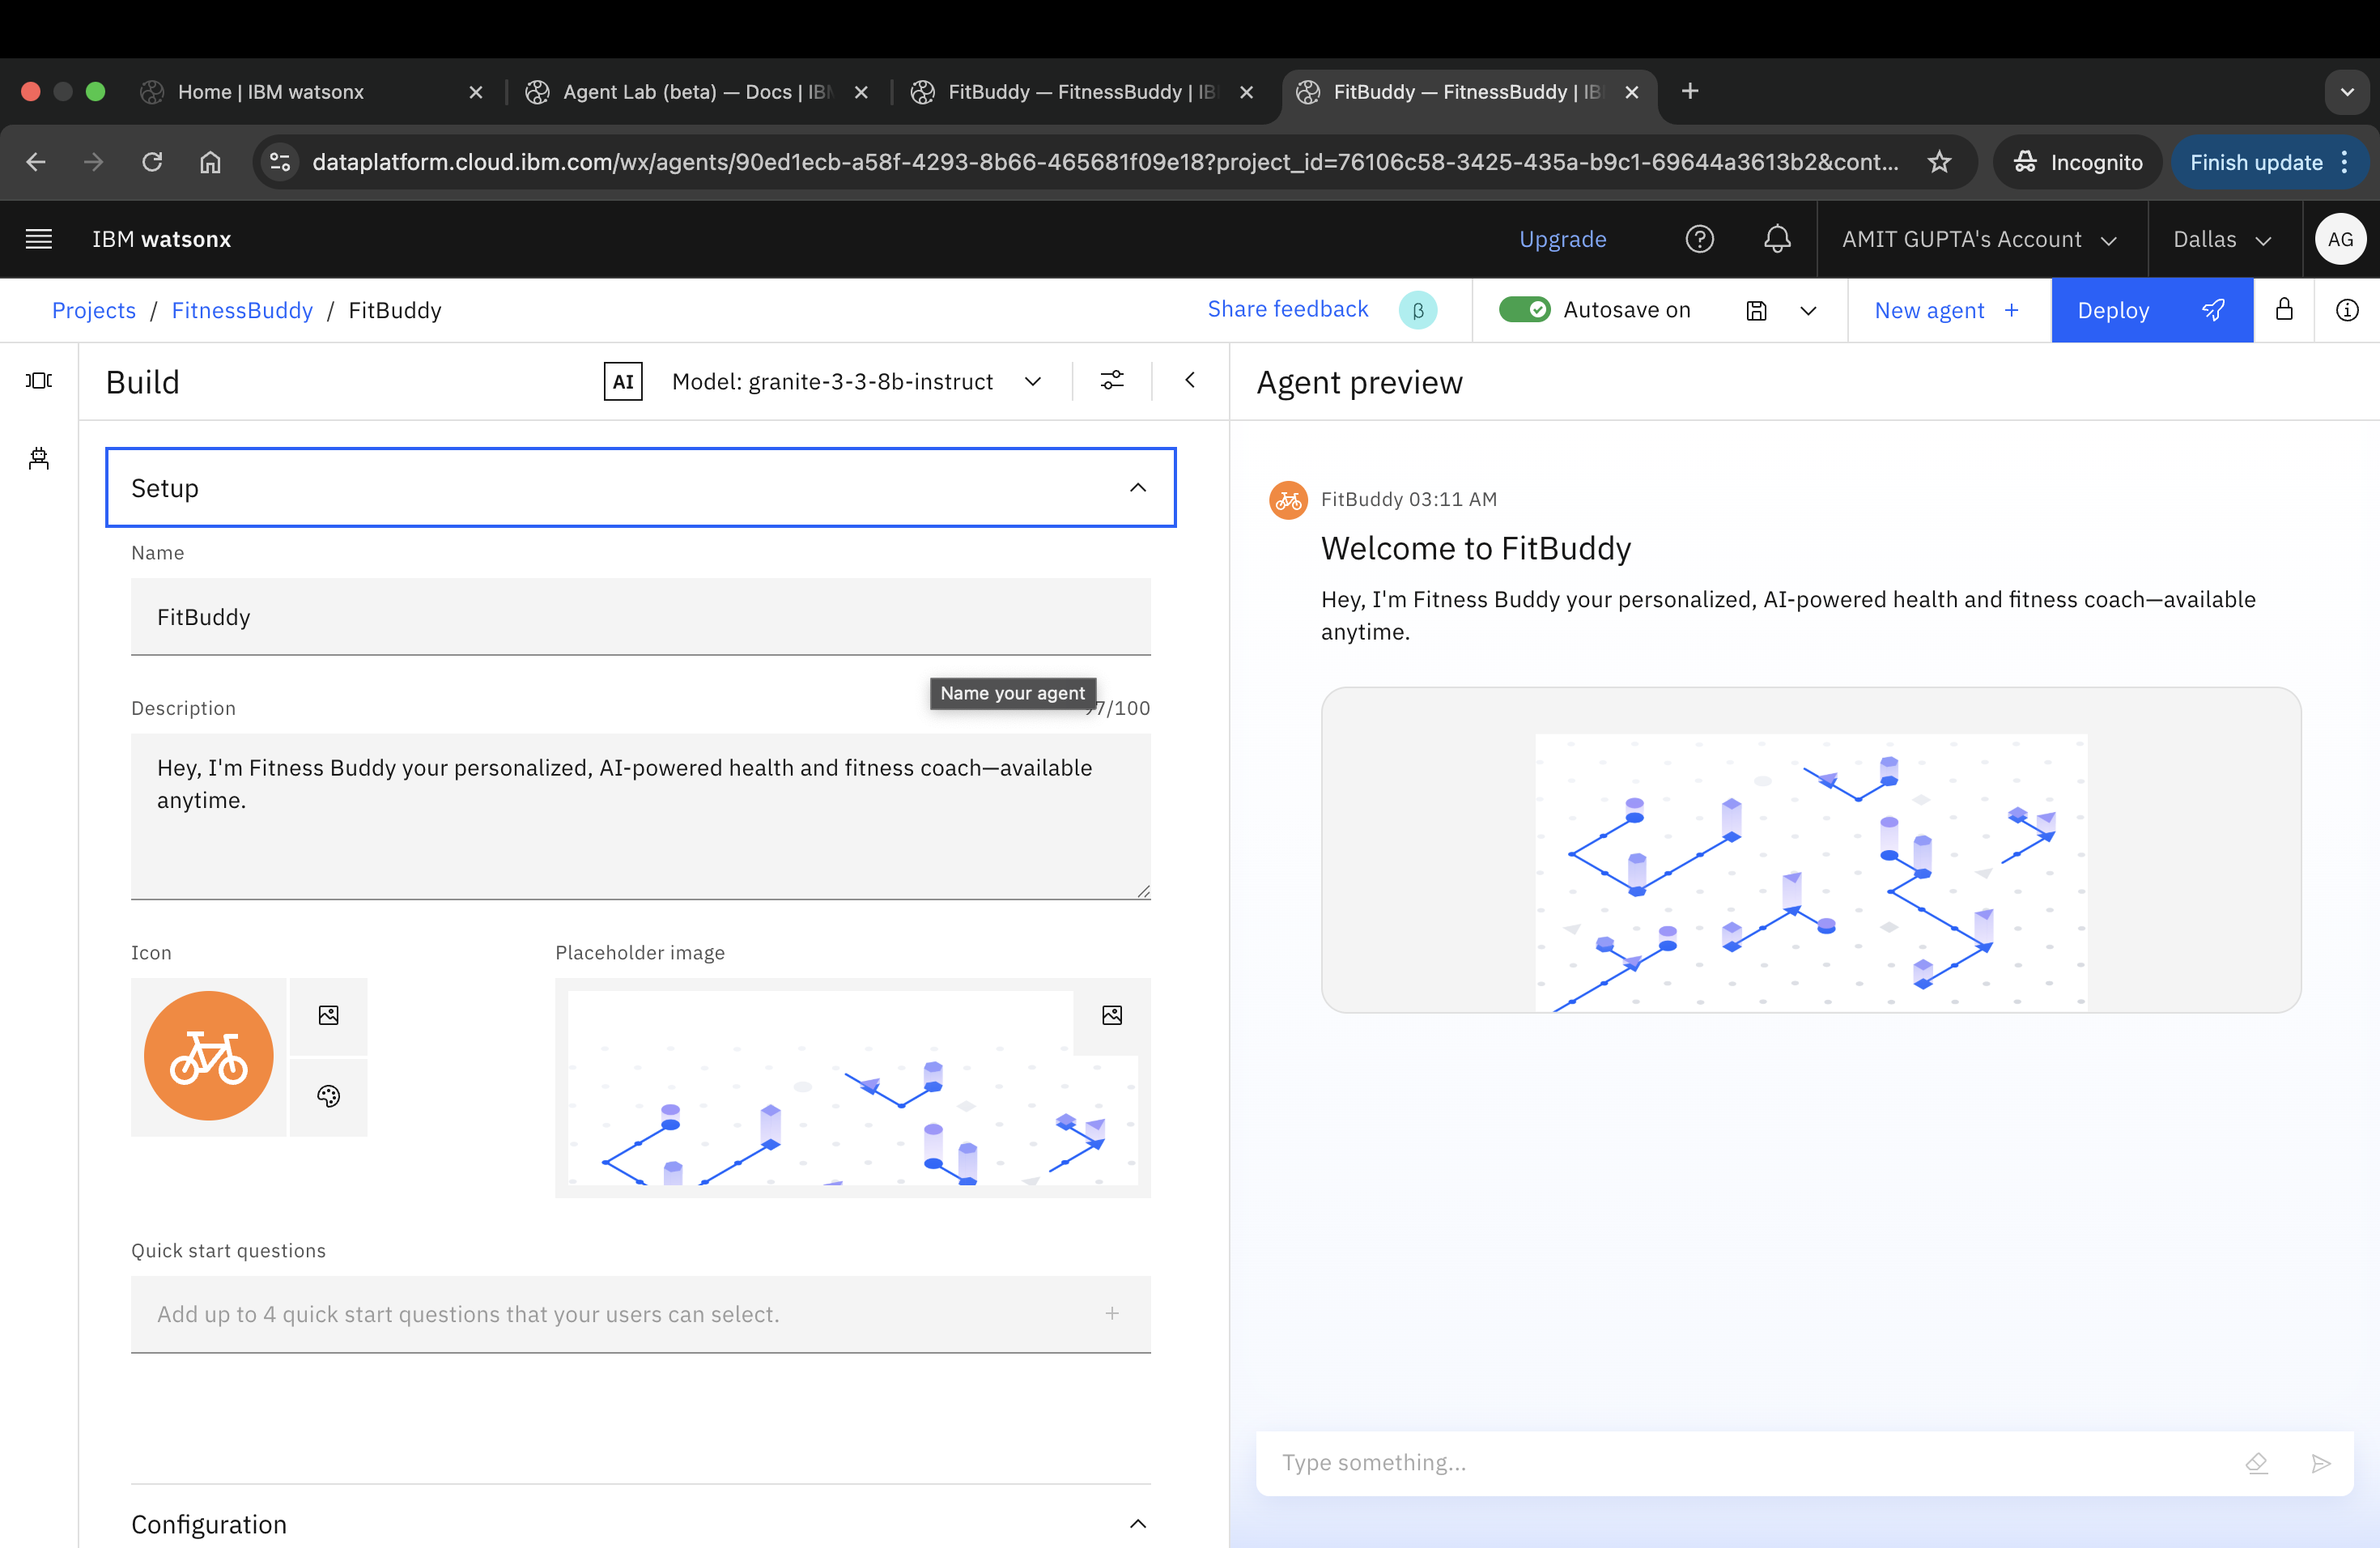 Home | IBM watsonx
Agent Lab (beta) — Docs | IBM
FitBuddy — FitnessBuddy | IB
FitBuddy — FitnessBuddy | IB
dataplatform.cloud.ibm.com/wx/agents/90ed1ecb-a58f-4293-8b66-465681f09e18?project_id=76106c58-3425-435a-b9c1-69644a3613b2&cont...
Incognito
Finish update
IBM watsonx
Upgrade
AMIT GUPTA's Account
Dallas
AG
Projects / FitnessBuddy / FitBuddy
Share feedback
β
Autosave on
New agent +
Deploy
Build
AI
Model: granite-3-3-8b-instruct
Agent preview
Setup
Name
FitBuddy
Name your agent
Description
97/100
Hey, I'm Fitness Buddy your personalized, AI-powered health and fitness coach—available
anytime.
Icon
Placeholder image
Quick start questions
Add up to 4 quick start questions that your users can select.
Configuration
FitBuddy 03:11 AM
Welcome to FitBuddy
Hey, I'm Fitness Buddy your personalized, AI-powered health and fitness coach—available
anytime.
Type something...